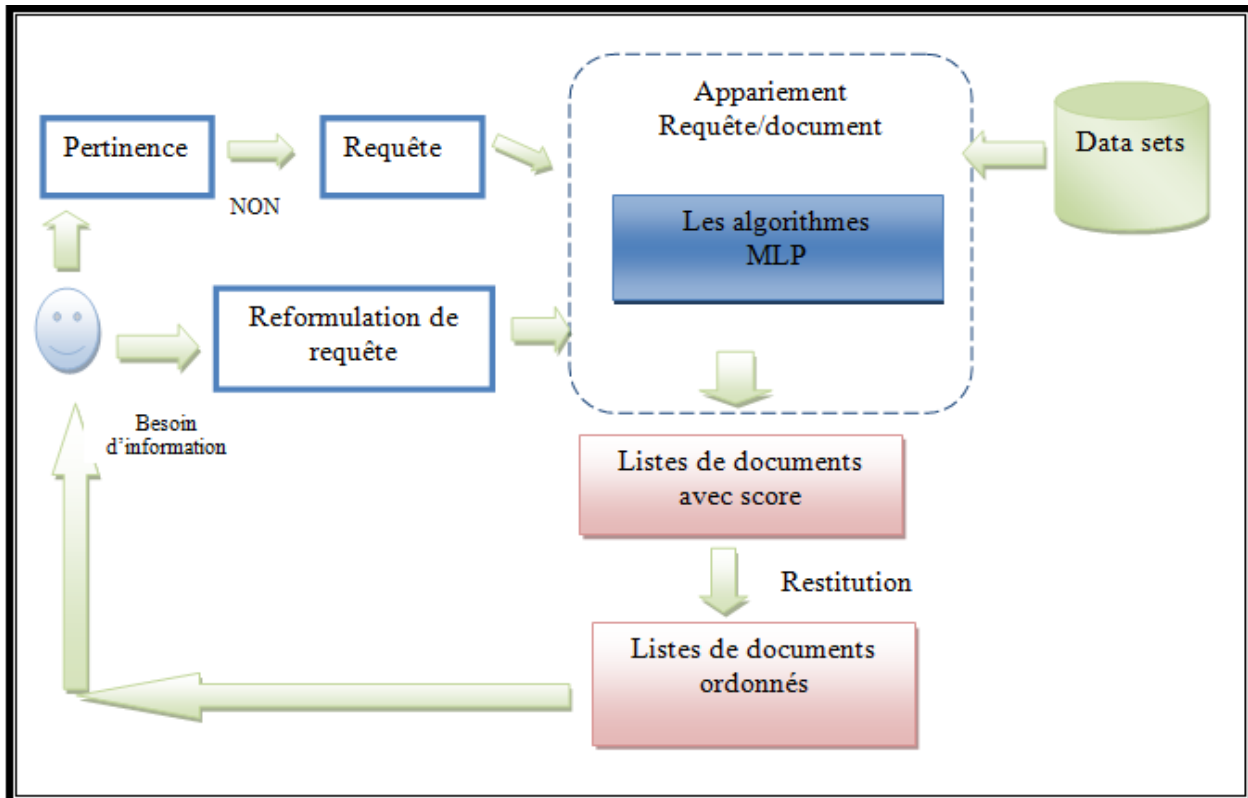 Pertinence
NON
Requête
Appariement
Requête/document
Data sets
Les algorithmes
MLP
Reformulation de
requête
Besoin
d'information
Listes de documents
avec score
Restitution
Listes de documents
ordonnés